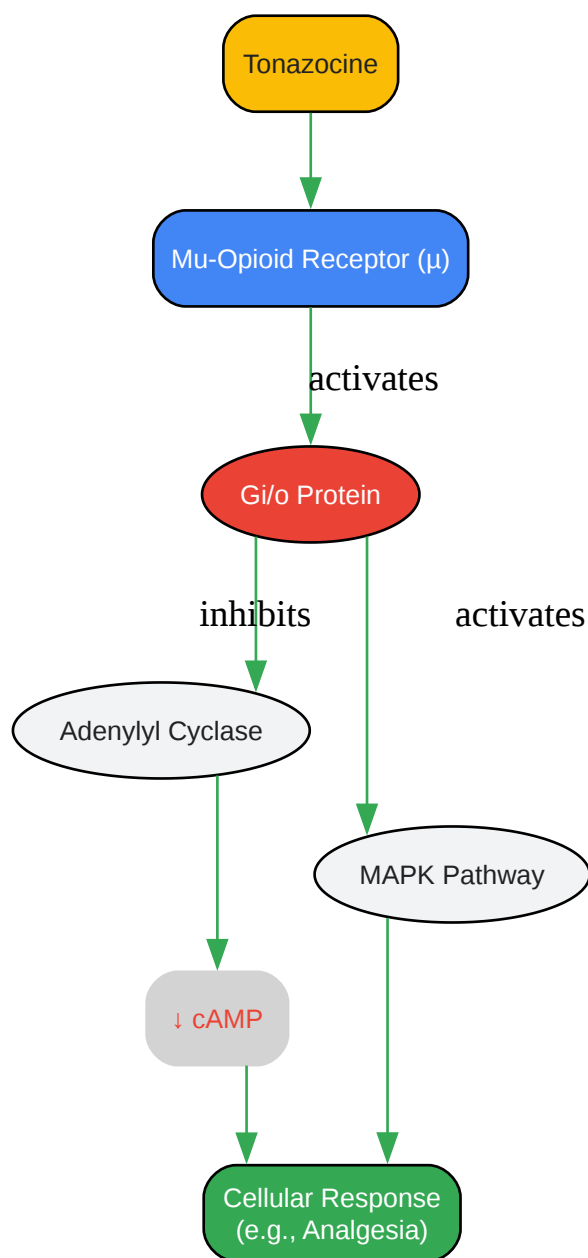 Tonazocine
Mu-Opioid Receptor (μ)
activates
Gi/o Protein
inhibits
activates
Adenylyl Cyclase
MAPK Pathway
↓ cAMP
Cellular Response
(e.g., Analgesia)